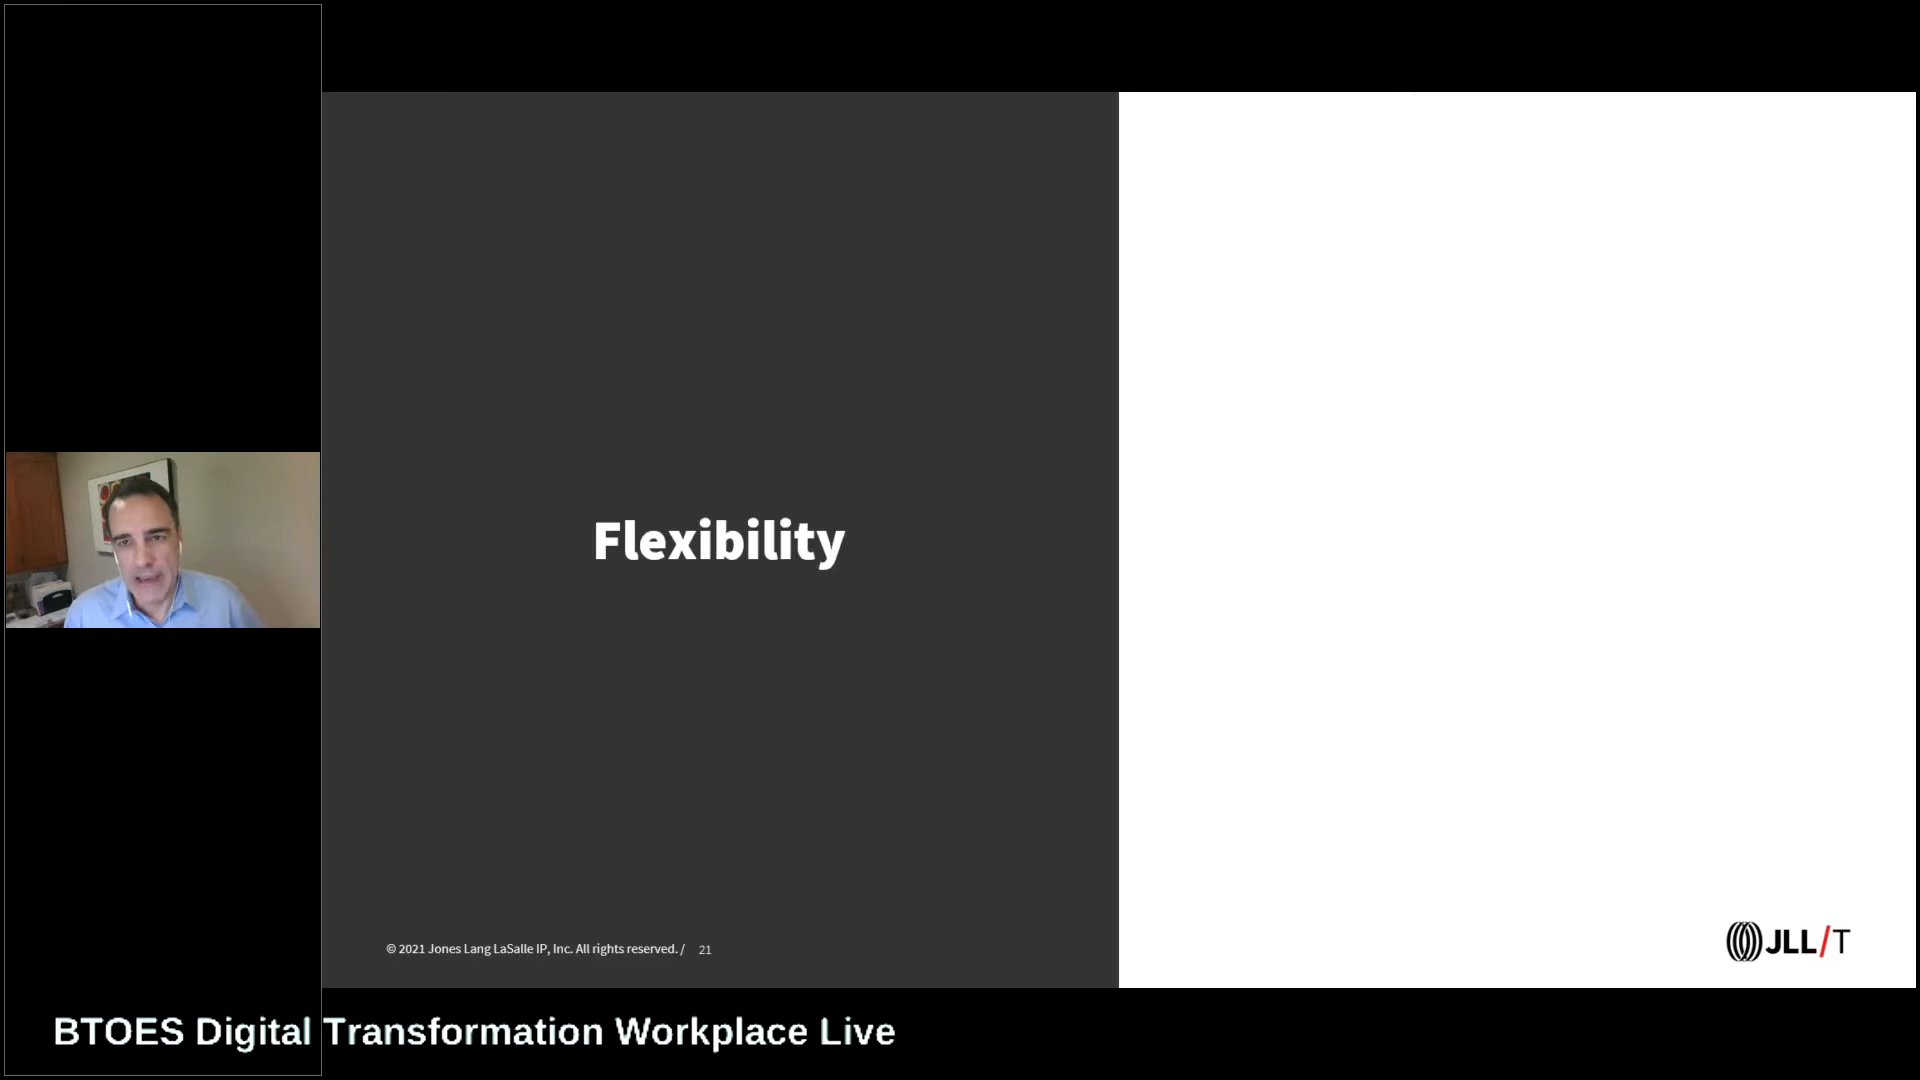 Flexibility
© 2021 Jones Lang LaSalle IP, Inc. All rights reserved. / 21
JLL/T
BTOES Digital Transformation Workplace Live